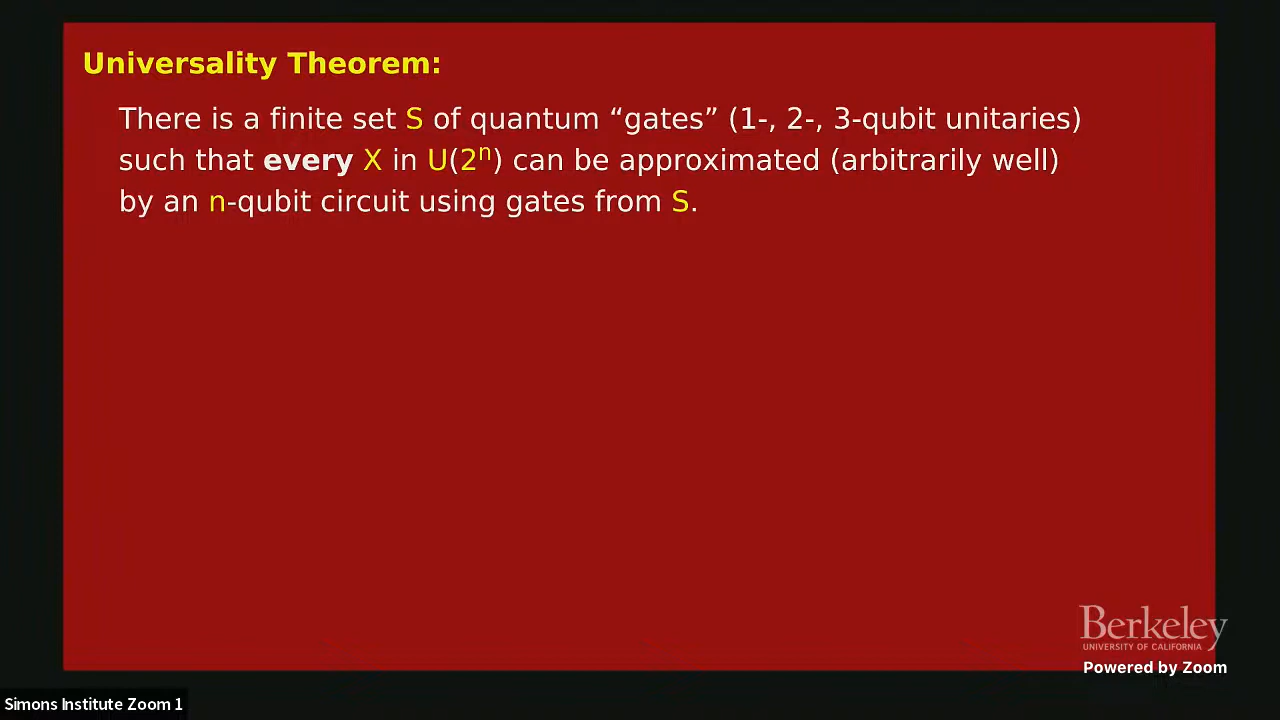 Universality Theorem:
There is a finite set S of quantum “gates” (1-, 2-, 3-qubit unitaries)
such that every X in U(2ⁿ) can be approximated (arbitrarily well)
by an n-qubit circuit using gates from S.
Berkeley
UNIVERSITY OF CALIFORNIA
Powered by Zoom
Simons Institute Zoom 1